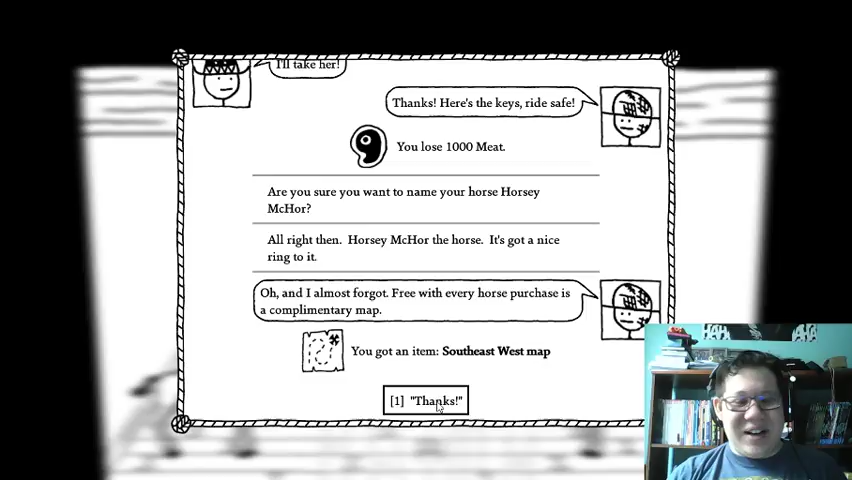 I'll take her!
Thanks! Here's the keys, ride safe!
You lose 1000 Meat.
Are you sure you want to name your horse Horsey
McHor?
All right then. Horsey McHor the horse. It's got a nice
ring to it.
Oh, and I almost forgot. Free with every horse purchase is
a complimentary map.
You got an item: Southeast West map
[1] "Thanks!"